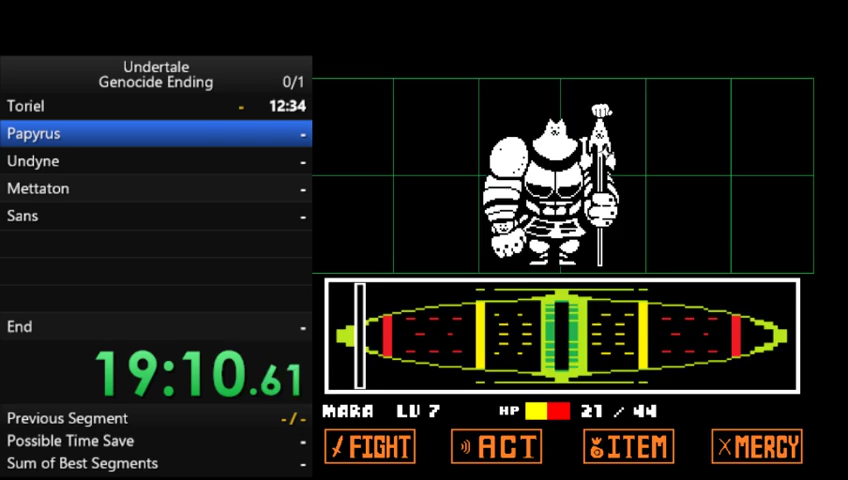 Undertale
Genocide Ending 0/1
Toriel - 12:34
Papyrus -
Undyne -
Mettaton -
Sans -
End -
19:10.61
Previous Segment -/-
Possible Time Save -
Sum of Best Segments -
MARA LV 7 HP 21 / 44
FIGHT ACT ITEM MERCY